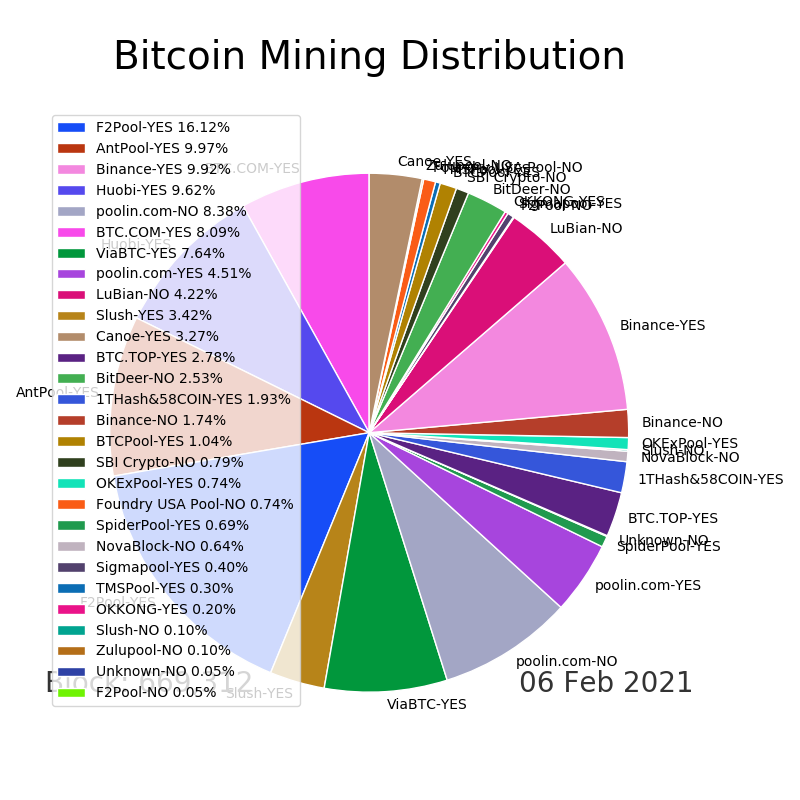 Bitcoin Mining Distribution
F2Pool-YES 16.12%
AntPool-YES 9.97%
Binance-YES 9.92%
Huobi-YES 9.62%
poolin.com-NO 8.38%
BTC.COM-YES 8.09%
ViaBTC-YES 7.64%
poolin.com-YES 4.51%
LuBian-NO 4.22%
Slush-YES 3.42%
Canoe-YES 3.27%
BTC.TOP-YES 2.78%
BitDeer-NO 2.53%
1THash&58COIN-YES 1.93%
Binance-NO 1.74%
BTCPool-YES 1.04%
SBI Crypto-NO 0.79%
OKExPool-YES 0.74%
Foundry USA Pool-NO 0.74%
SpiderPool-YES 0.69%
NovaBlock-NO 0.64%
Sigmapool-YES 0.40%
TMSPool-YES 0.30%
OKKONG-YES 0.20%
Slush-NO 0.10%
Zulupool-NO 0.10%
Unknown-NO 0.05%
F2Pool-NO 0.05%
Canoe-YES
Zulupool-NO
SBI Crypto-NO
BitDeer-NO
OKKONG-YES
LuBian-NO
Binance-YES
Binance-NO
OKExPool-YES
Slush-NO
NovaBlock-NO
1THash&58COIN-YES
BTC.TOP-YES
Unknown-NO
SpiderPool-YES
poolin.com-YES
poolin.com-NO
ViaBTC-YES
Slush-YES
F2Pool-YES
AntPool-YES
Huobi-YES
BTC.COM-YES
Block: 669,312
06 Feb 2021